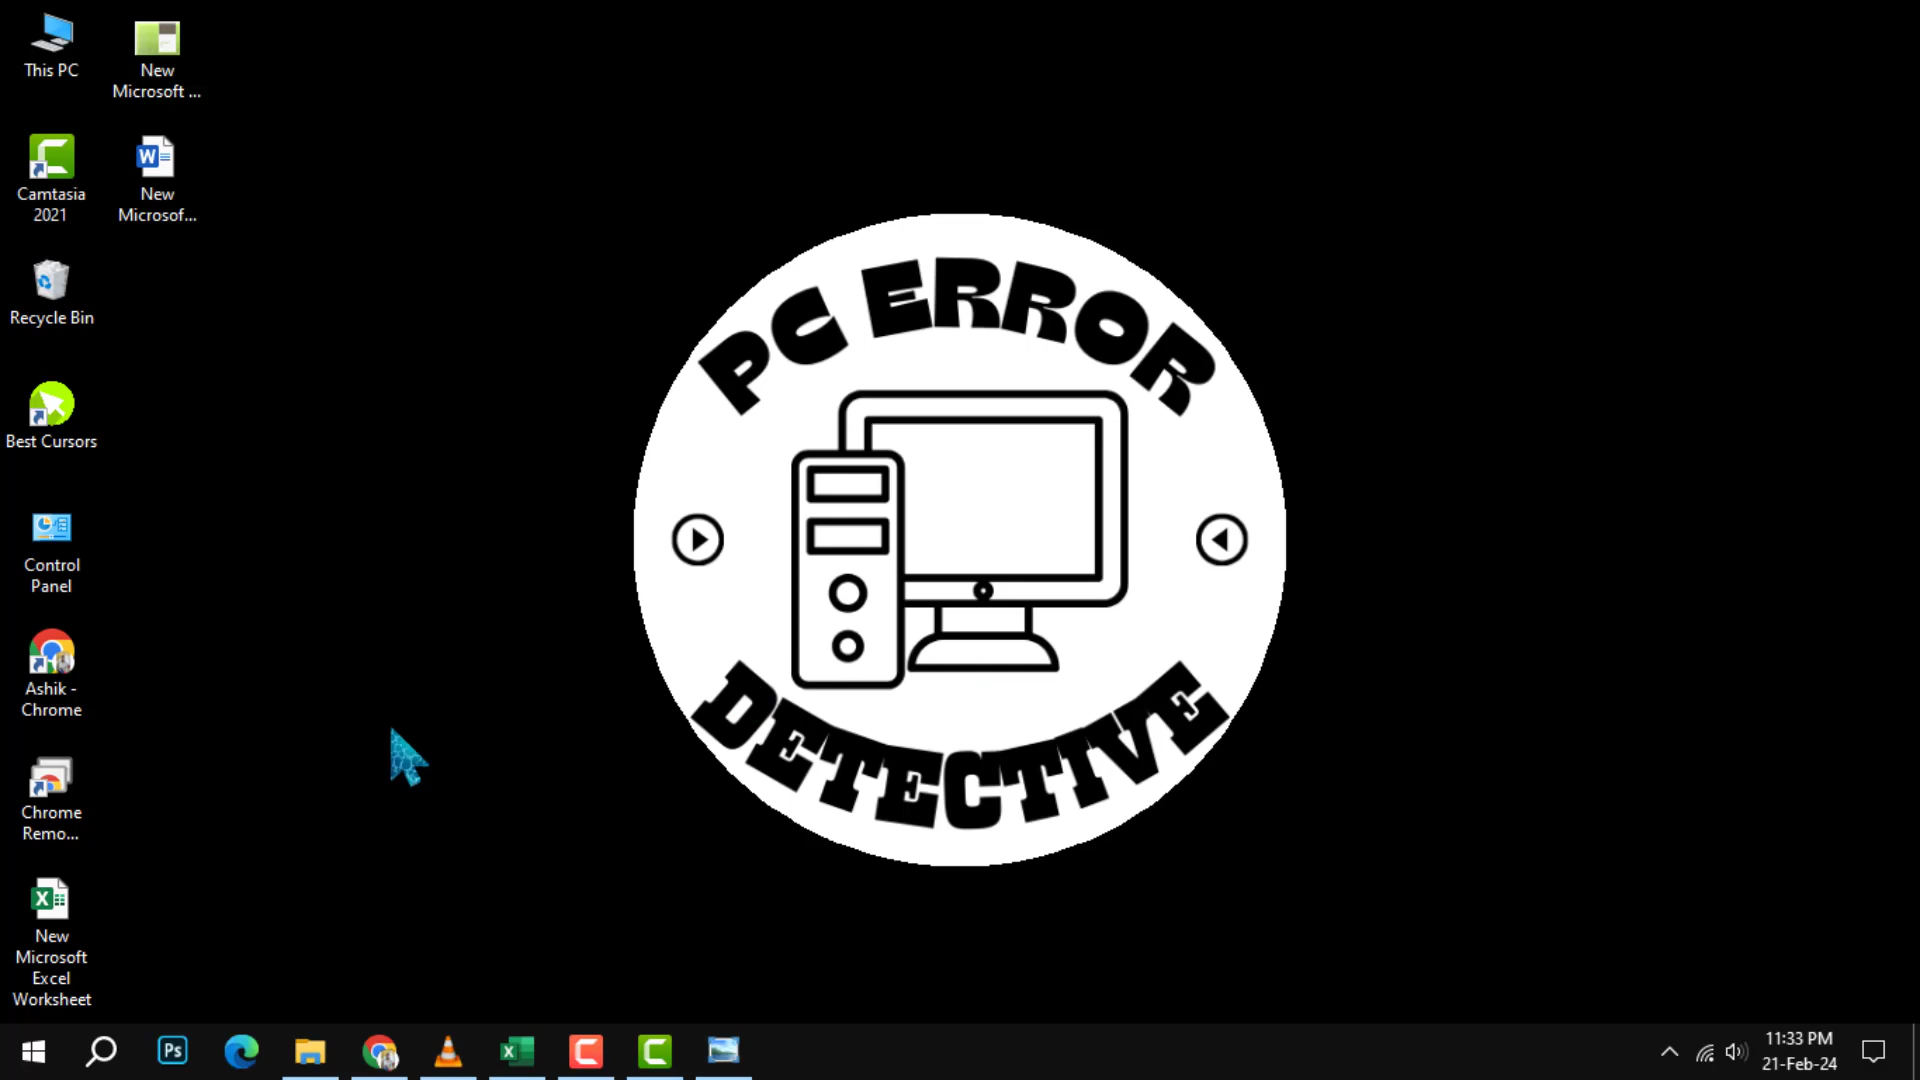 This PC
New
Microsoft ...
Camtasia
2021
New
Microsof...
Recycle Bin
Best Cursors
Control
Panel
Ashik -
Chrome
Chrome
Remo...
New
Microsoft
Excel
Worksheet
PC ERROR
DETECTIVE
Ps
11:33 PM
21-Feb-24